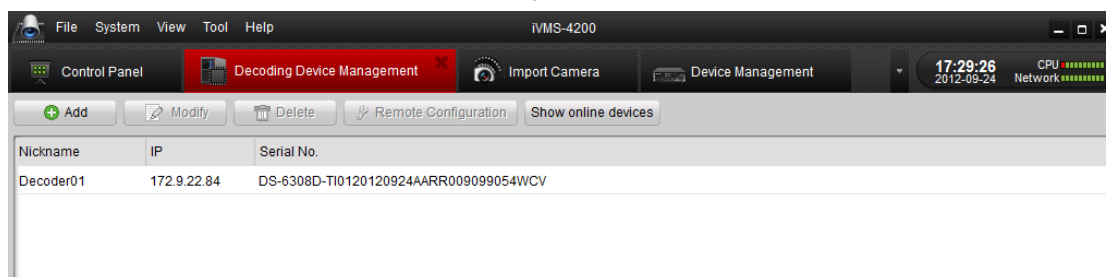 File System View Tool Help iVMS-4200
Control Panel Decoding Device Management Import Camera Device Management 17:29:26 CPU
2012-09-24 Network
Add Modify Delete Remote Configuration Show online devices
Nickname IP Serial No.
Decoder01 172.9.22.84 DS-6308D-TI0120120924AARR009099054WCV